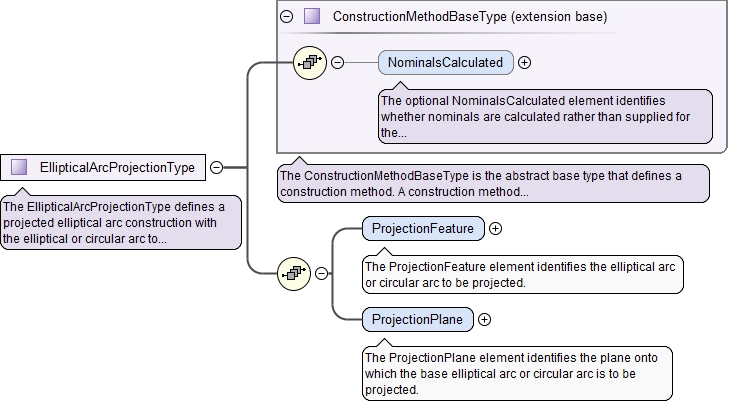 ConstructionMethodBaseType (extension base)
NominalsCalculated
The optional NominalsCalculated element identifies
whether nominals are calculated rather than supplied for
the...
EllipticalArcProjectionType
The EllipticalArcProjectionType defines a
projected elliptical arc construction with
the elliptical or circular arc to...
The ConstructionMethodBaseType is the abstract base type that defines a
construction method. A construction method...
ProjectionFeature
The ProjectionFeature element identifies the elliptical arc
or circular arc to be projected.
ProjectionPlane
The ProjectionPlane element identifies the plane onto
which the base elliptical arc or circular arc is to be
projected.